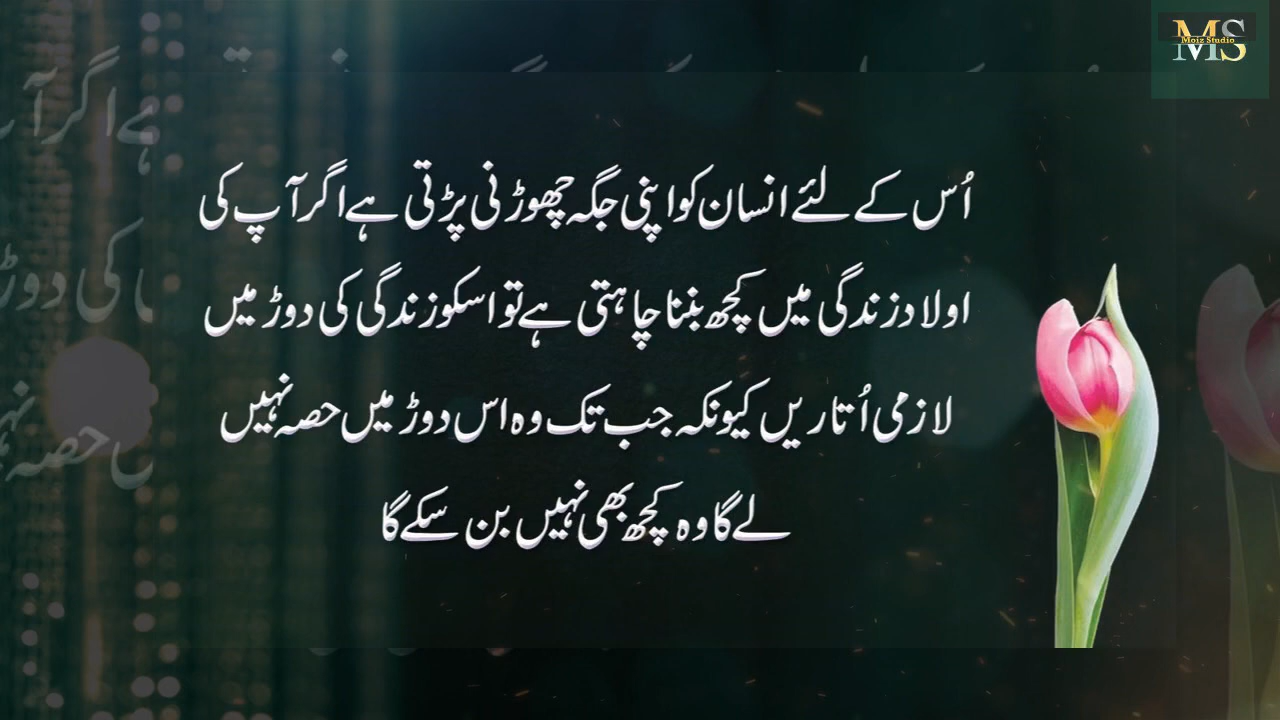 MS
Moiz Studio
اُس کے لئے انسان کو اپنی جگہ چھوڑنی پڑتی ہے اگر آپ کی
اولاد زندگی میں کچھ بننا چاہتی ہے تو اسکو زندگی کی دوڑ میں
لازمی اُتاریں کیونکہ جب تک وہ اس دوڑ میں حصہ نہیں
لے گا وہ کچھ بھی نہیں بن سکے گا